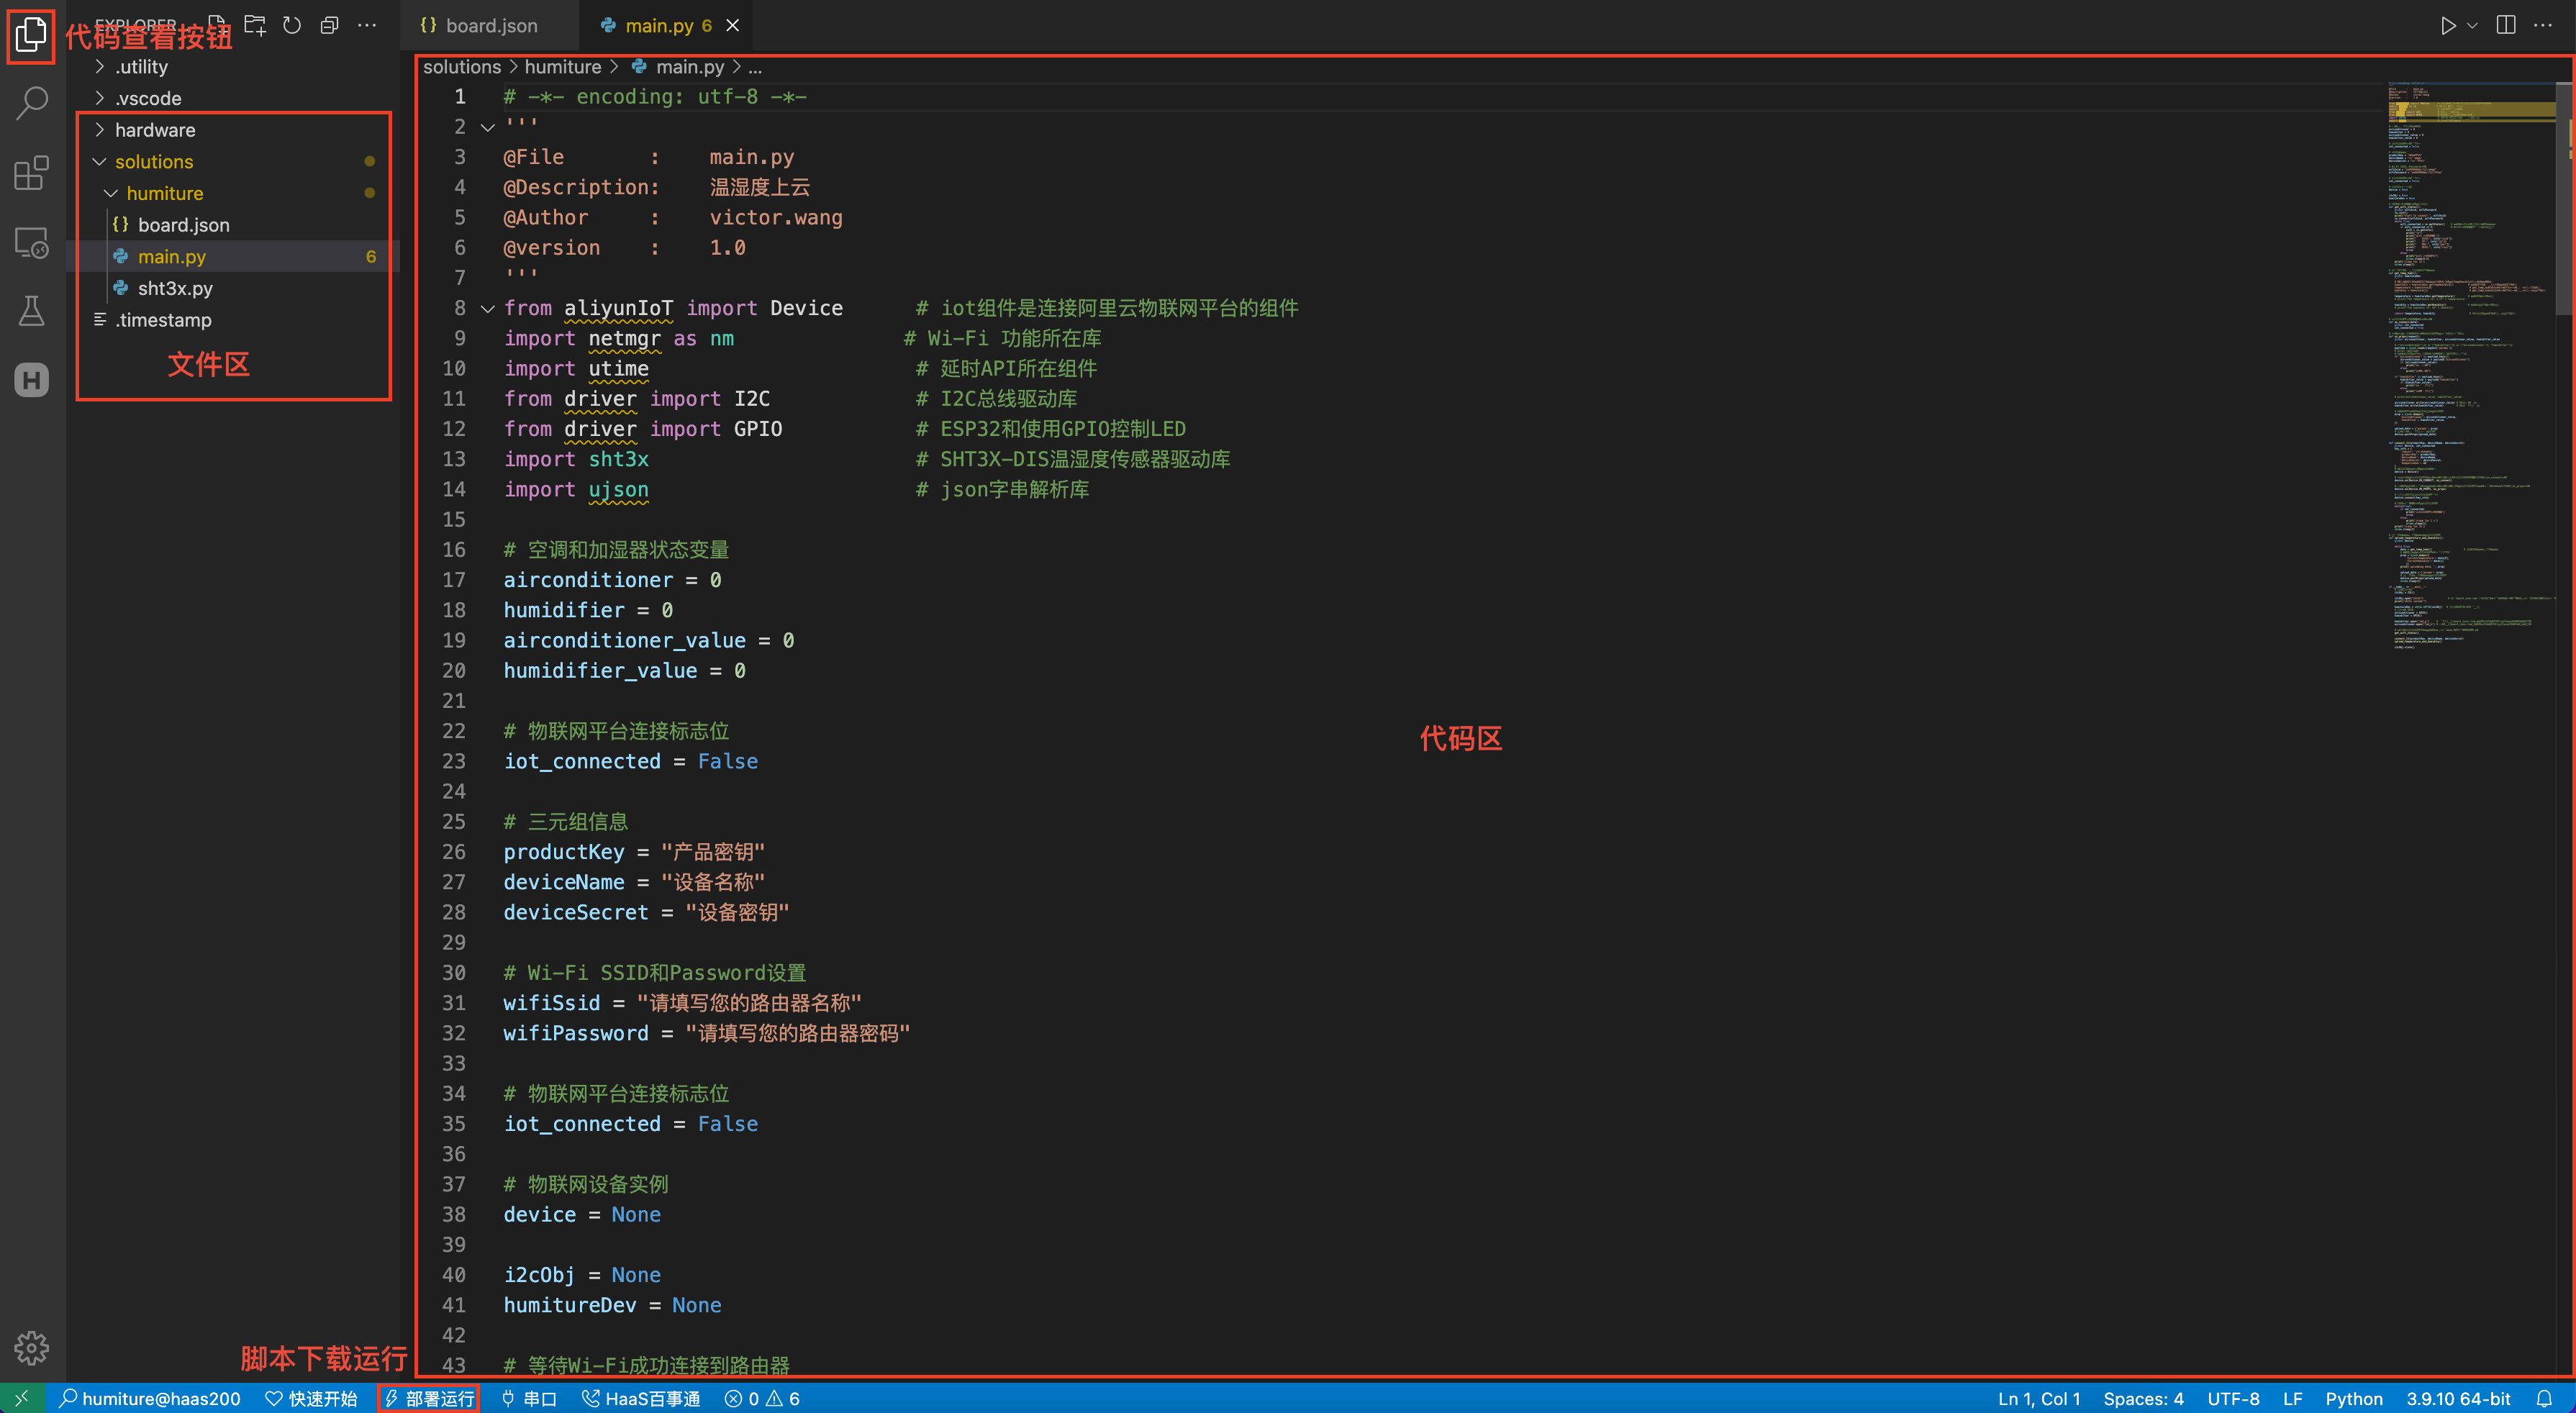 EXPLORER
代码查看按钮
.utility
.vscode
hardware
solutions
humiture
{} board.json
main.py 6
sht3x.py
.timestamp
文件区
{} board.json
main.py 6
solutions > humiture > main.py > ...
1 # -*- encoding: utf-8 -*-
2 '''
3 @File : main.py
4 @Description: 温湿度上云
5 @Author : victor.wang
6 @version : 1.0
7 '''
8 from aliyunIoT import Device # iot组件是连接阿里云物联网平台的组件
9 import netmgr as nm # Wi-Fi 功能所在库
10 import utime # 延时API所在组件
11 from driver import I2C # I2C总线驱动库
12 from driver import GPIO # ESP32和使用GPIO控制LED
13 import sht3x # SHT3X-DIS温湿度传感器驱动库
14 import ujson # json字串解析库
15
16 # 空调和加湿器状态变量
17 airconditioner = 0
18 humidifier = 0
19 airconditioner_value = 0
20 humidifier_value = 0
21
22 # 物联网平台连接标志位
23 iot_connected = False
24
25 # 三元组信息
26 productKey = "产品密钥"
27 deviceName = "设备名称"
28 deviceSecret = "设备密钥"
29
30 # Wi-Fi SSID和Password设置
31 wifiSsid = "请填写您的路由器名称"
32 wifiPassword = "请填写您的路由器密码"
33
34 # 物联网平台连接标志位
35 iot_connected = False
36
37 # 物联网设备实例
38 device = None
39
40 i2cObj = None
41 humitureDev = None
42
43 # 等待Wi-Fi成功连接到路由器
代码区
脚本下载运行
humiture@haas200 快速开始 部署运行 串口 HaaS百事通 0 6 Ln 1, Col 1 Spaces: 4 UTF-8 LF Python 3.9.10 64-bit